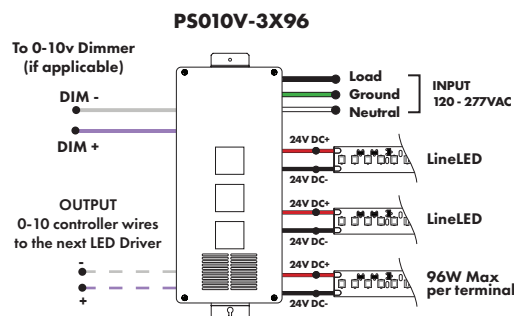 PS010V-3X96
To 0-10v Dimmer
(if applicable)
DIM -
DIM +
Load
Ground
Neutral
INPUT
120 - 277VAC
24V DC+
24V DC-
LineLED
24V DC+
24V DC-
LineLED
OUTPUT
0-10 controller wires
to the next LED Driver
-
+
24V DC+
24V DC-
96W Max
per terminal